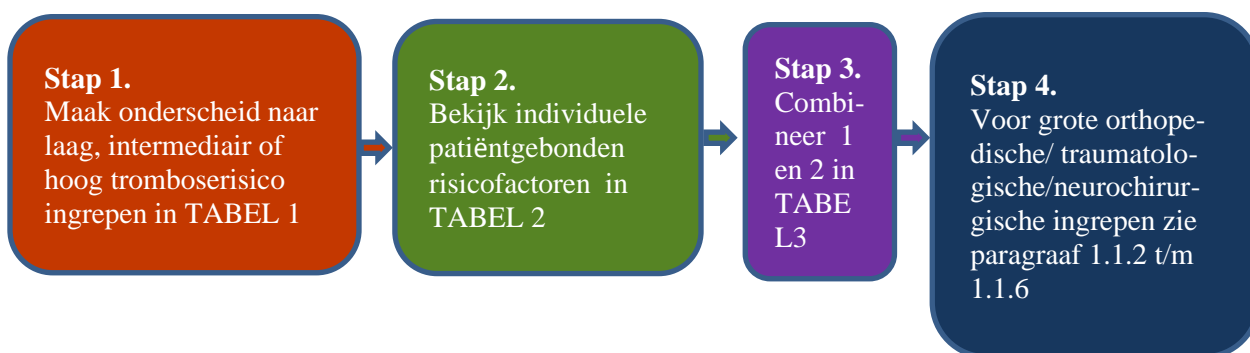 Stap 1.
Maak onderscheid naar
laag, intermediair of
hoog tromboserisico
ingrepen in TABEL 1
Stap 2.
Bekijk individuele
patiëntgebonden
risicofactoren in
TABEL 2
Stap 3.
Combi-
neer 1
en 2 in
TABE
L3
Stap 4.
Voor grote orthope-
dische/ traumatolo-
gische/neurochirur-
gische ingrepen zie
paragraaf 1.1.2 t/m
1.1.6